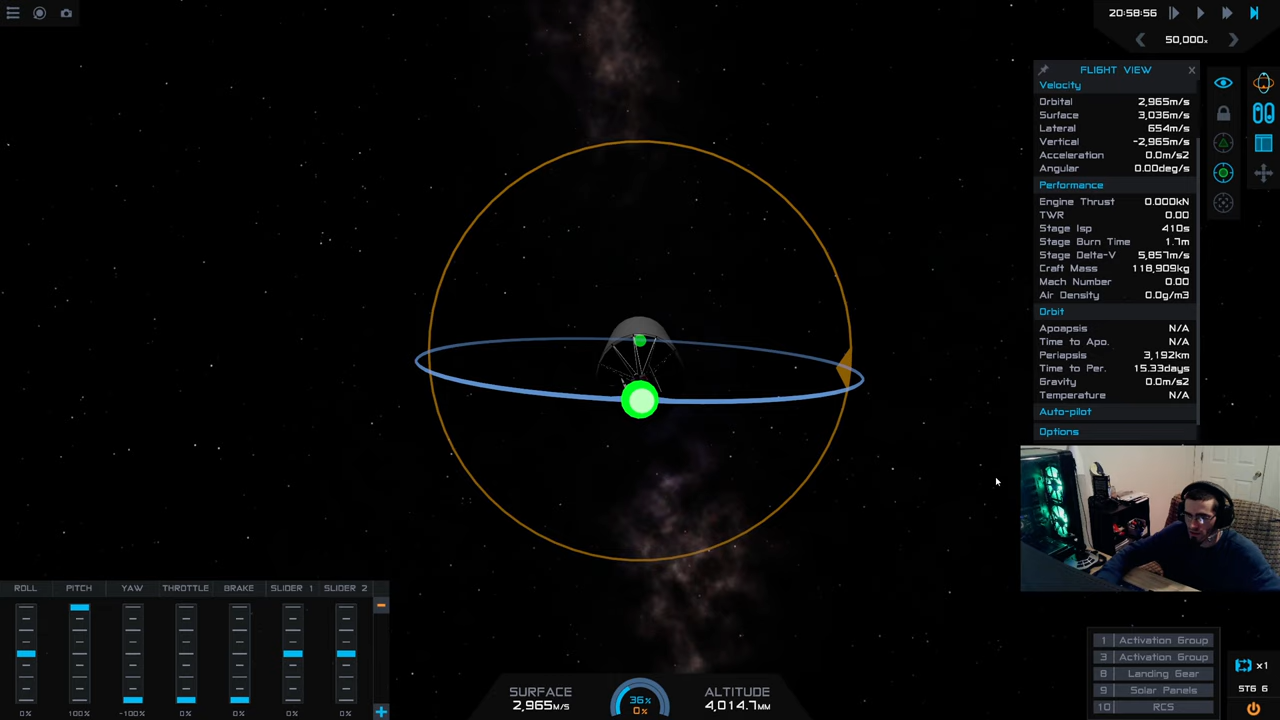 20:58:56
50,000x
FLIGHT VIEW
Velocity
Orbital 2,965m/s
Surface 3,036m/s
Lateral 654m/s
Vertical -2,965m/s
Acceleration 0.0m/s2
Angular 0.00deg/s
Performance
Engine Thrust 0.000kN
TWR 0.00
Stage Isp 410s
Stage Burn Time 1.7m
Stage Delta-V 5,857m/s
Craft Mass 118,909kg
Mach Number 0.00
Air Density 0.0g/m3
Orbit
Apoapsis N/A
Time to Apo. N/A
Periapsis 3,192km
Time to Per. 15.33days
Gravity 0.0m/s2
Temperature N/A
Auto-pilot
Options
ROLL PITCH YAW THROTTLE BRAKE SLIDER 1 SLIDER 2
0% 100% -100% 0% 0% 0% 0%
SURFACE
2,965M/S
36%
0%
ALTITUDE
4,014.7MM
1 Activation Group
3 Activation Group
8 Landing Gear
9 Solar Panels
10 RCS
x1
STG 6